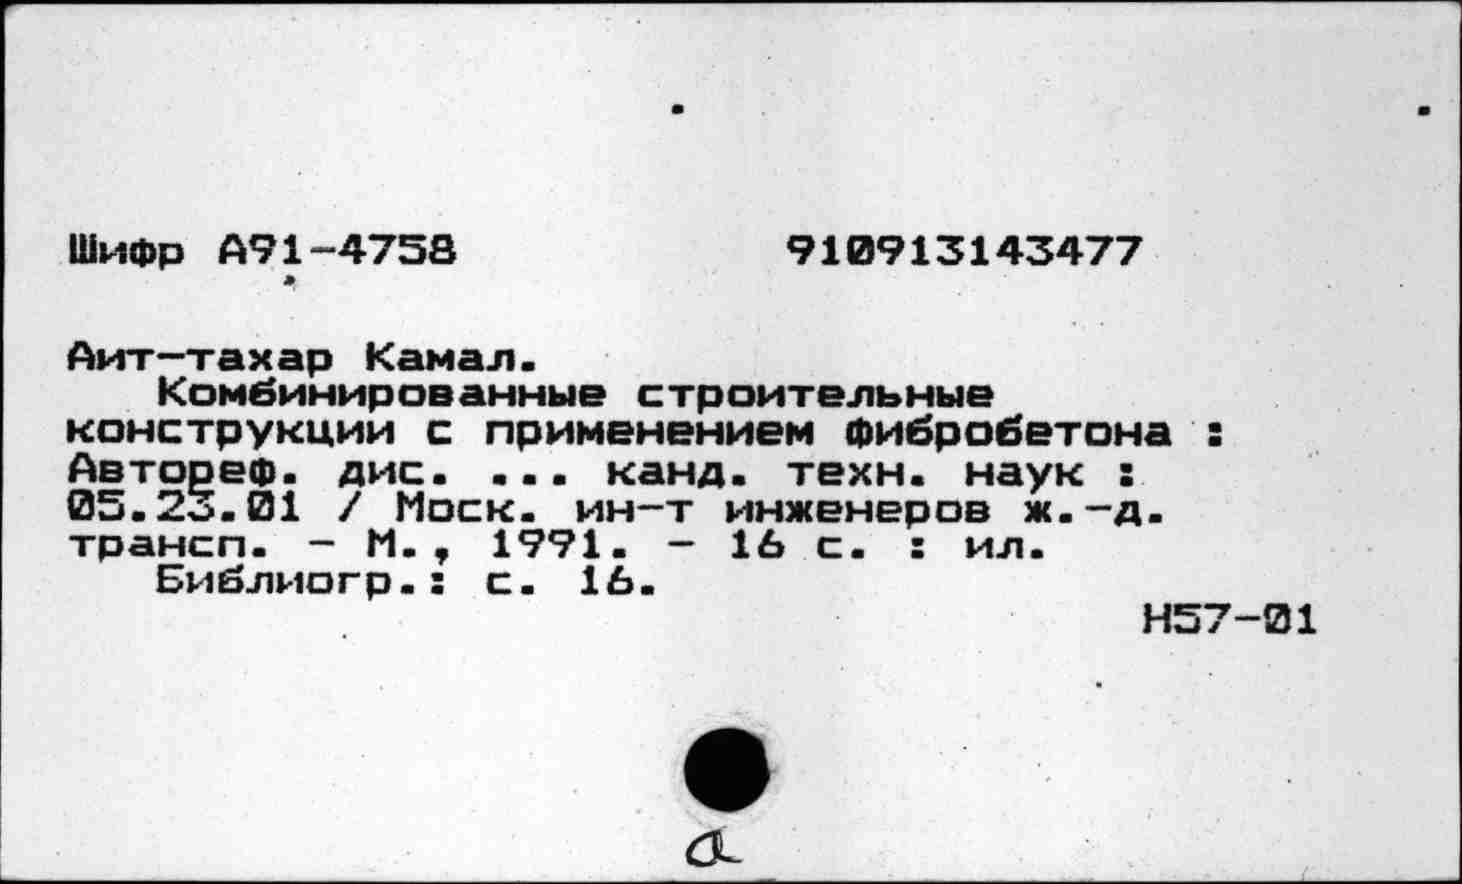 Шифр А91-4758 910913143477
Аит-тахар Камал.
Комбинированные строительные
конструкции с применением фибробетона :
Автореф. дис. ... канд. техн. наук :
05.23.01 / Моск. ин-т инженеров ж.-д.
трансп. - М., 1991. - 16 с. : ил.
Библиогр.: с. 16.
Н57-01
а